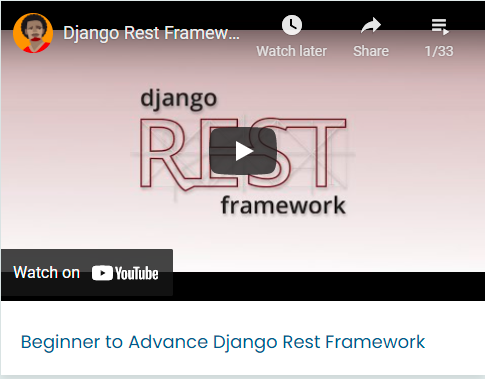 Django Rest Framew...
Watch later
Share
1/33
django
REST
framework
Watch on YouTube
Beginner to Advance Django Rest Framework